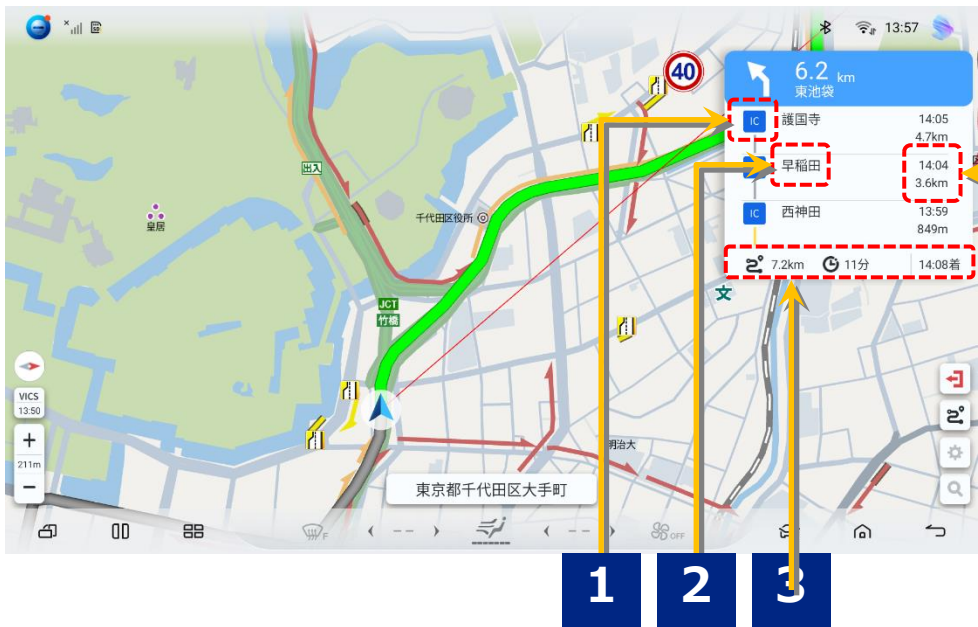 13:57
40
6.2 km
東池袋
IC 護国寺 14:05
4.7km
早稲田 14:04
3.6km
IC 西神田 13:59
849m
7.2km 11分 14:08着
出入
千代田区役所
皇居
文
JCT
竹橋
VICS
13:50
+
211m
−
明治大
東京都千代田区大手町
F
< -- >
< -- >
OFF
1 2 3